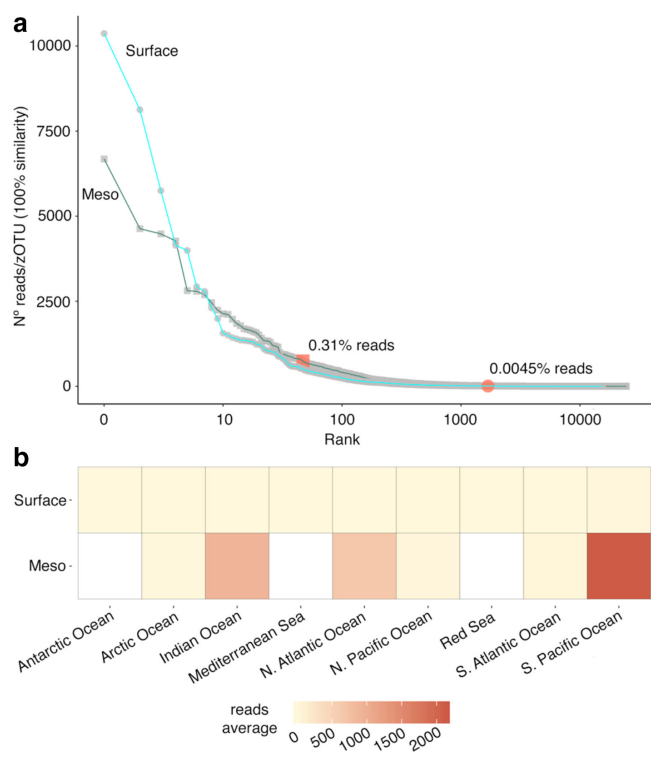 a
10000
7500
5000
2500
0
N° reads/zOTU (100% similarity)
Surface
Meso
0.31% reads
0.0045% reads
0 10 100 1000 10000
Rank
b
Surface
Meso
Antarctic Ocean
Arctic Ocean
Indian Ocean
Mediterranean Sea
N. Atlantic Ocean
N. Pacific Ocean
Red Sea
S. Atlantic Ocean
S. Pacific Ocean
reads
average
0 500 1000 1500 2000